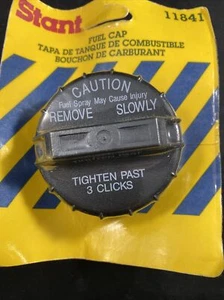 Stant
11841
FUEL CAP
TAPA DE TANQUE DE COMBUSTIBLE
BOUCHON DE CARBURANT
CAUTION
Fuel Spray May Cause Injury
REMOVE SLOWLY
TIGHTEN PAST
3 CLICKS